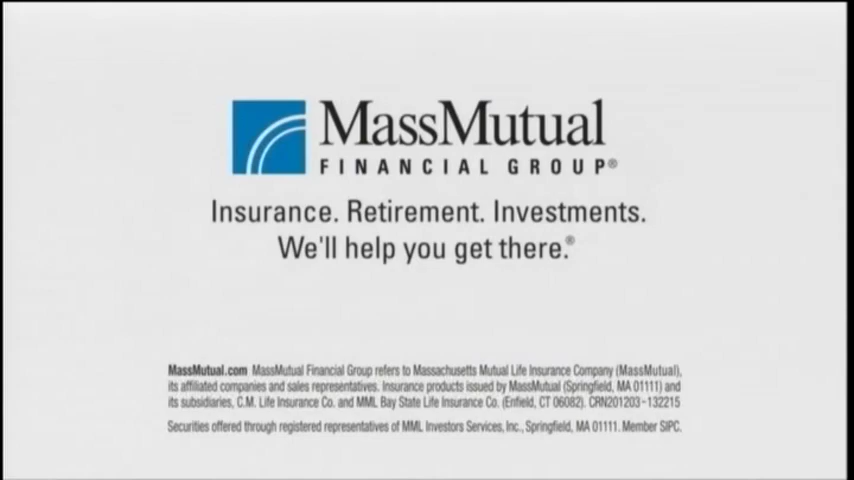 MassMutual
FINANCIAL GROUP®
Insurance. Retirement. Investments.
We'll help you get there.®
MassMutual.com MassMutual Financial Group refers to Massachusetts Mutual Life Insurance Company (MassMutual),
its affiliated companies and sales representatives. Insurance products issued by MassMutual (Springfield, MA 01111) and
its subsidiaries, C.M. Life Insurance Co. and MML Bay State Life Insurance Co. (Enfield, CT 06082). CRN201203-132215
Securities offered through registered representatives of MML Investors Services, Inc., Springfield, MA 01111. Member SIPC.